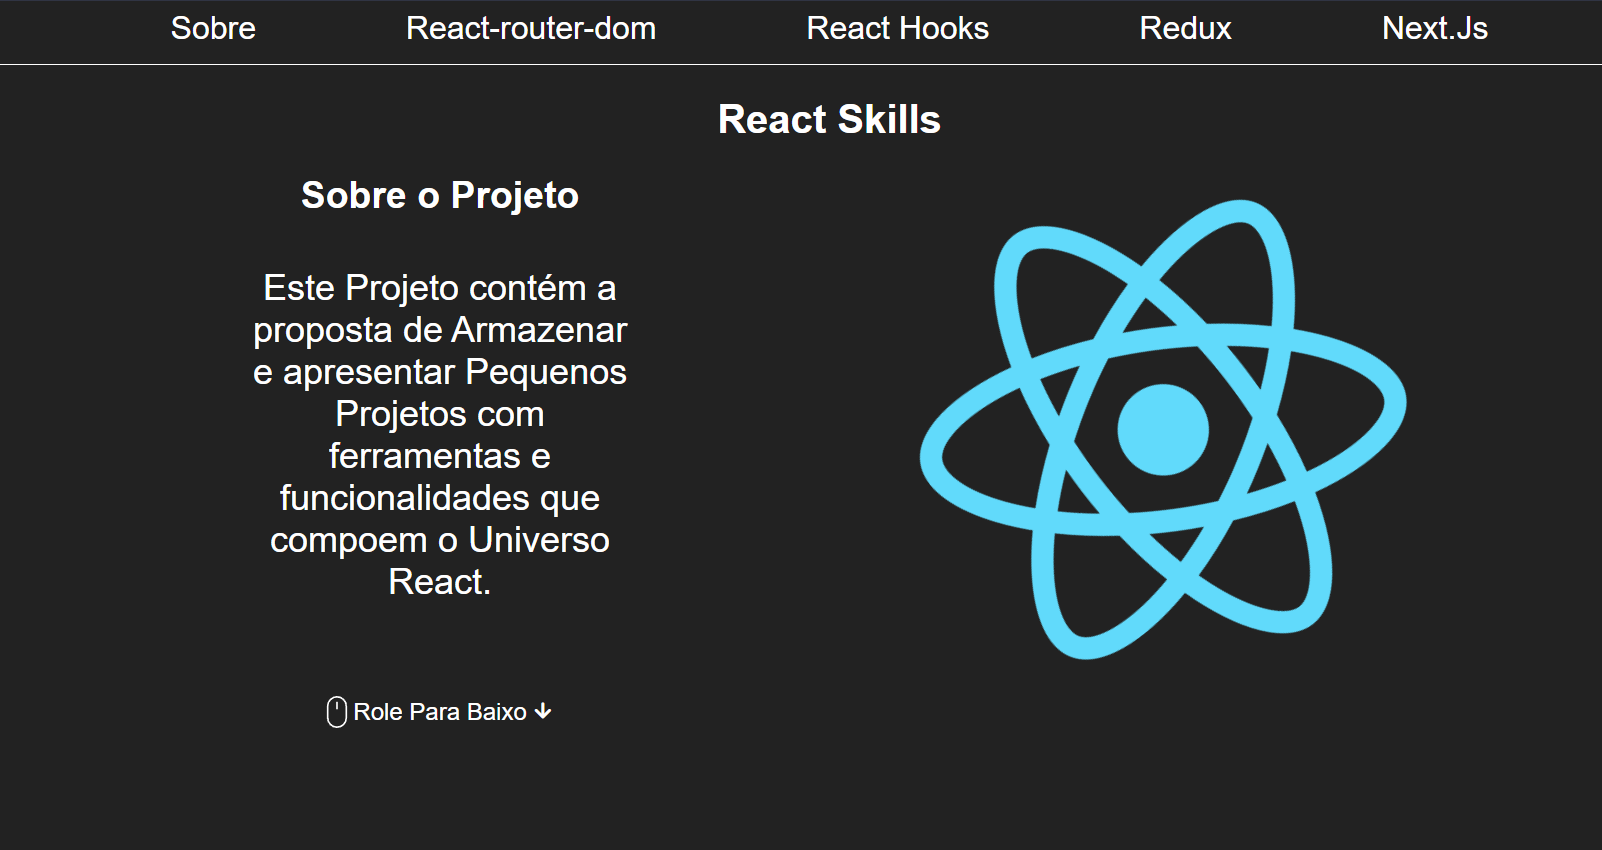 Sobre React-router-dom React Hooks Redux Next.Js
React Skills
Sobre o Projeto
Este Projeto contém a
proposta de Armazenar
e apresentar Pequenos
Projetos com
ferramentas e
funcionalidades que
compoem o Universo
React.
Role Para Baixo